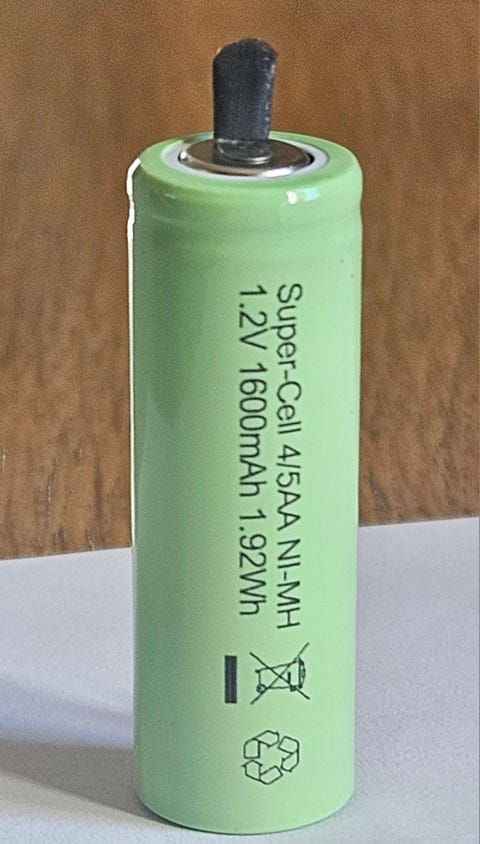 Super-Cell 4/5AA NI-MH
1.2V 1600mAh 1.92Wh